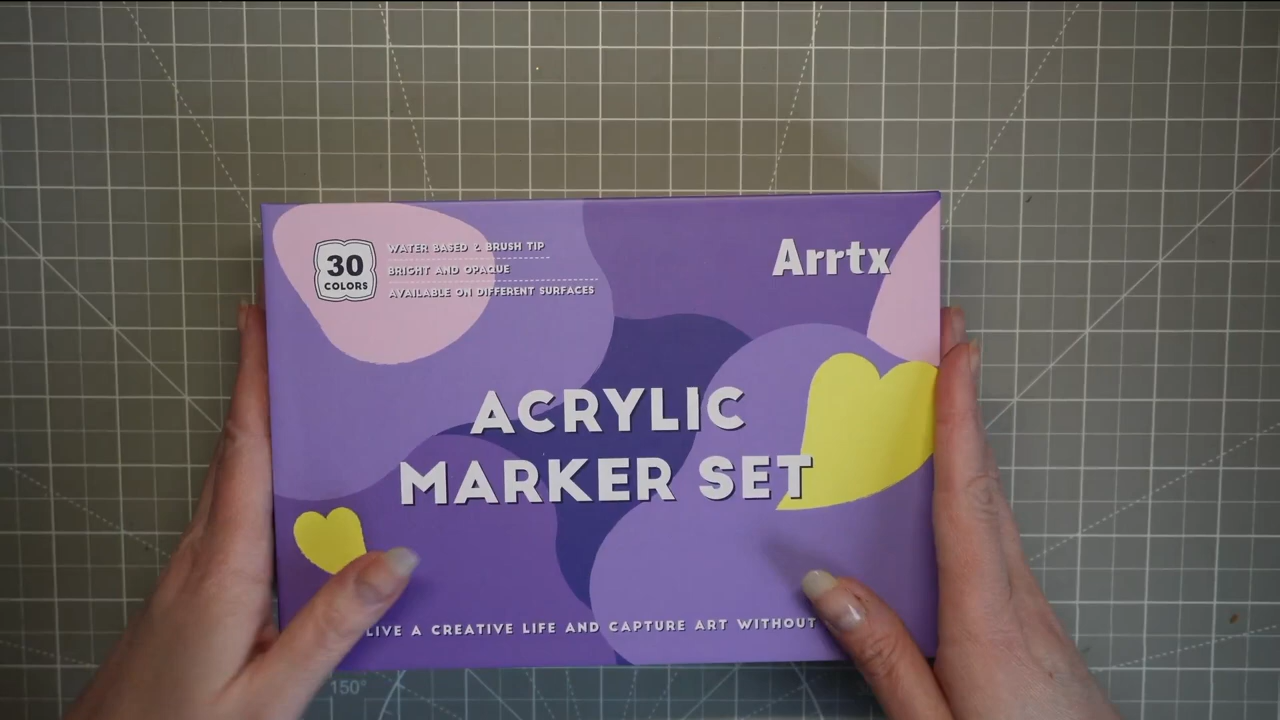 30
COLORS
WATER BASED & BRUSH TIP
BRIGHT AND OPAQUE
AVAILABLE ON DIFFERENT SURFACES
Arrtx
ACRYLIC
MARKER SET
LIVE A CREATIVE LIFE AND CAPTURE ART WITHOUT
150°